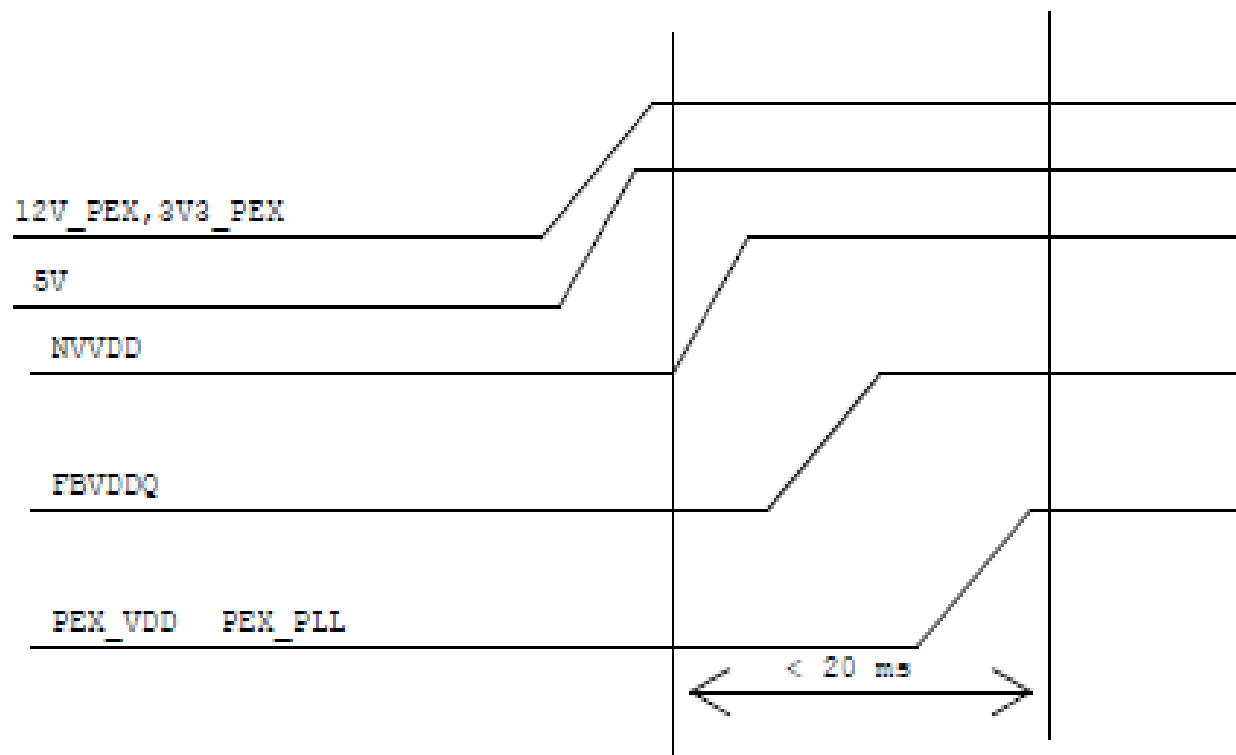 12V_PEX,3V3_PEX
5V
NVVDD
FBVDDQ
PEX_VDD PEX_PLL
< 20 ms